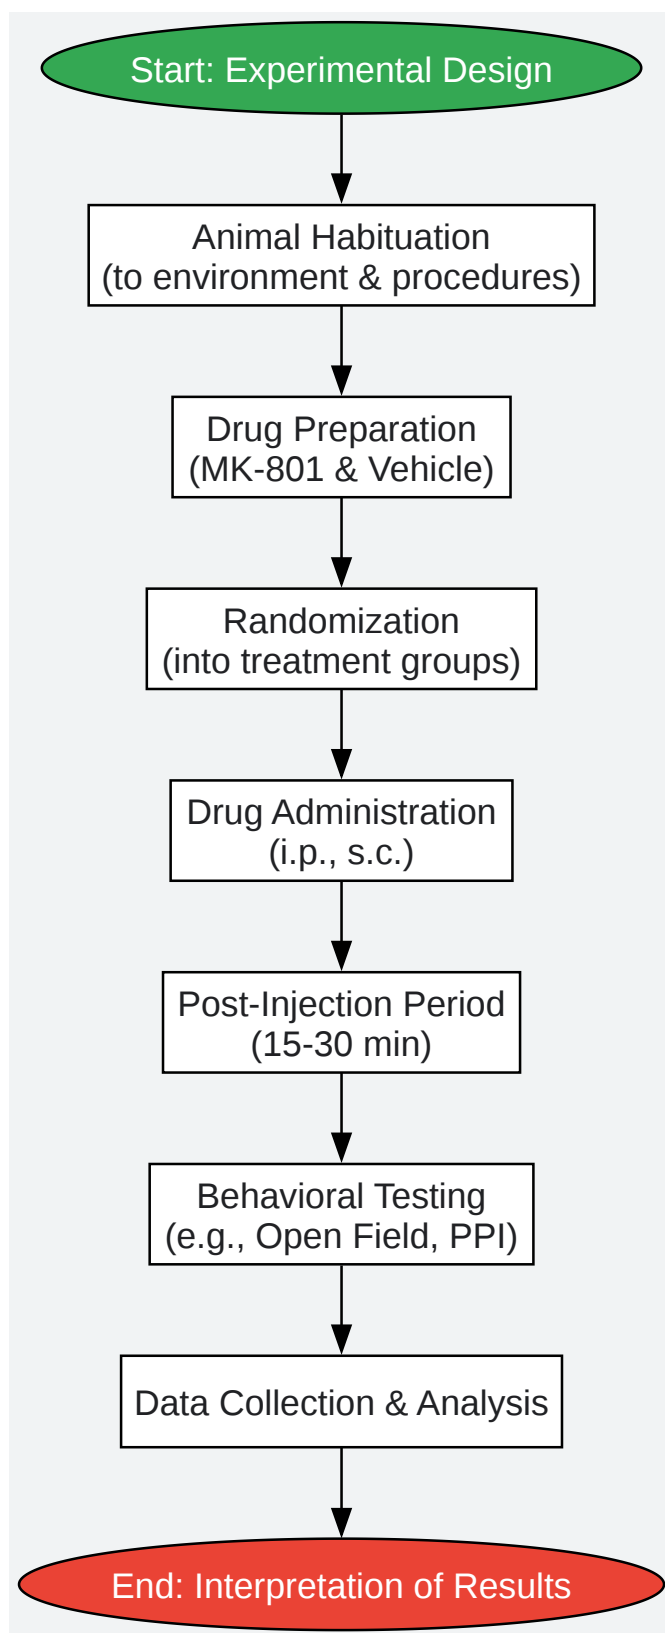 Start: Experimental Design
Animal Habituation
(to environment & procedures)
Drug Preparation
(MK-801 & Vehicle)
Randomization
(into treatment groups)
Drug Administration
(i.p., s.c.)
Post-Injection Period
(15-30 min)
Behavioral Testing
(e.g., Open Field, PPI)
Data Collection & Analysis
End: Interpretation of Results